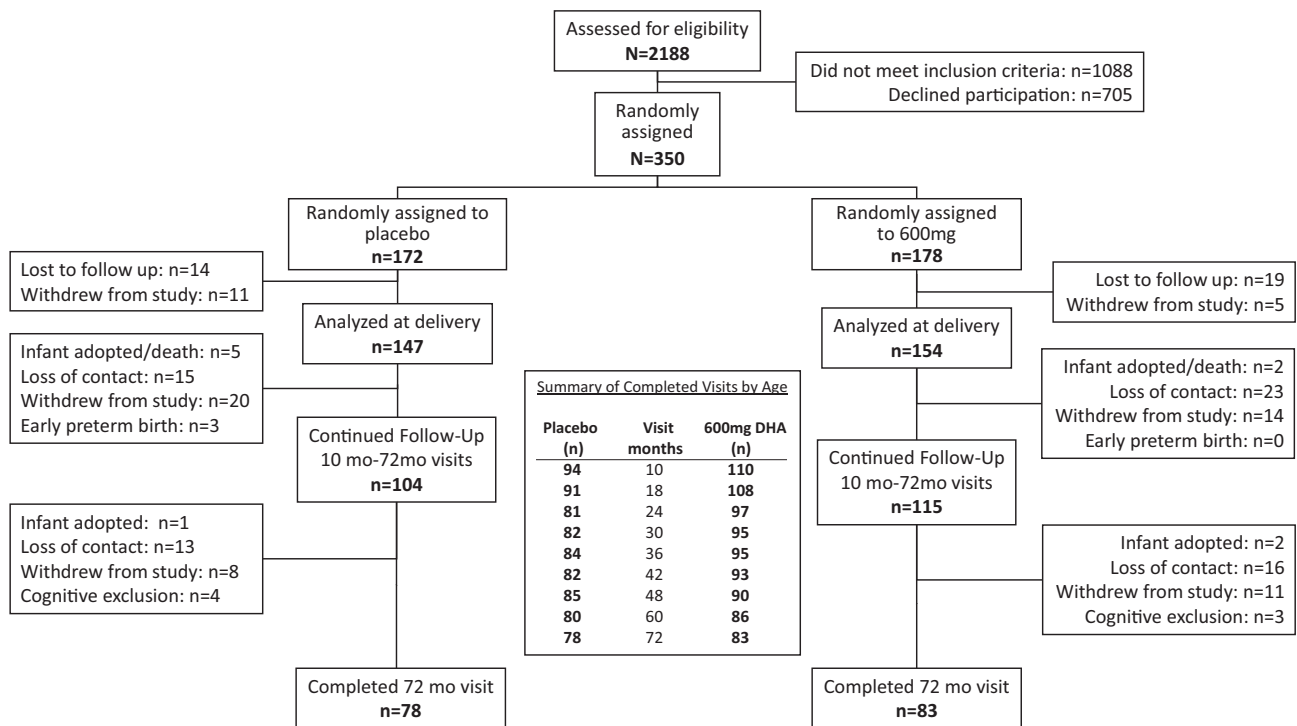 Assessed for eligibility
N=2188
Did not meet inclusion criteria: n=1088
Declined participation: n=705
Randomly
assigned
N=350
Randomly assigned to
placebo
n=172
Randomly assigned
to 600mg
n=178
Lost to follow up: n=14
Withdrew from study: n=11
Lost to follow up: n=19
Withdrew from study: n=5
Analyzed at delivery
n=147
Analyzed at delivery
n=154
Infant adopted/death: n=5
Loss of contact: n=15
Withdrew from study: n=20
Early preterm birth: n=3
Infant adopted/death: n=2
Loss of contact: n=23
Withdrew from study: n=14
Early preterm birth: n=0
Continued Follow-Up
10 mo-72mo visits
n=104
Summary of Completed Visits by Age
Placebo Visit 600mg DHA
(n) months (n)
94 10 110
91 18 108
81 24 97
82 30 95
84 36 95
82 42 93
85 48 90
80 60 86
78 72 83
Continued Follow-Up
10 mo-72mo visits
n=115
Infant adopted: n=1
Loss of contact: n=13
Withdrew from study: n=8
Cognitive exclusion: n=4
Infant adopted: n=2
Loss of contact: n=16
Withdrew from study: n=11
Cognitive exclusion: n=3
Completed 72 mo visit
n=78
Completed 72 mo visit
n=83